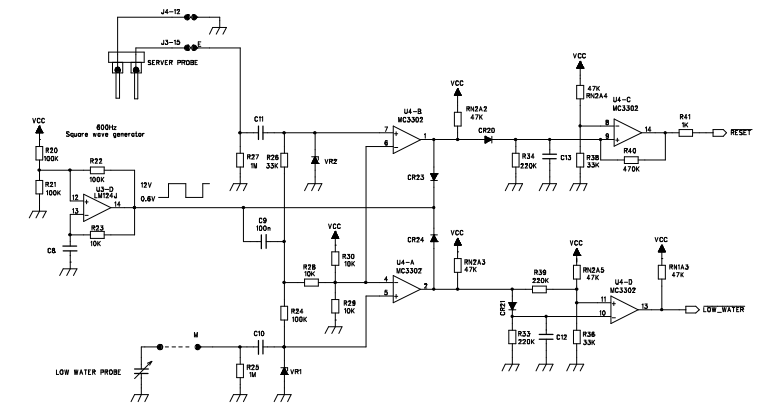 J4-12
J3-15
E
SERVER PROBE
600Hz
Square wave generator
VCC
R20
100K
R21
100K
R22
100K
U3-D
LM124J
12
13
14
12V
0.6V
R23
10K
C8
C11
R27
1M
R26
33K
VR2
7
6
U4-B
MC3302
1
VCC
RN2A2
47K
CR20
R34
220K
C13
VCC
47K
RN2A4
U4-C
MC3302
8
9
14
R38
33K
R40
470K
R41
1K
RESET
CR23
CR24
C9
100n
R28
10K
VCC
R30
10K
R29
10K
R24
100K
U4-A
MC3302
4
5
2
VCC
RN2A3
47K
R39
220K
CR21
R33
220K
C12
VCC
RN2A5
47K
R36
33K
U4-D
MC3302
11
10
13
VCC
RN1A3
47K
LOW_WATER
LOW WATER PROBE
M
R25
1M
C10
VR1